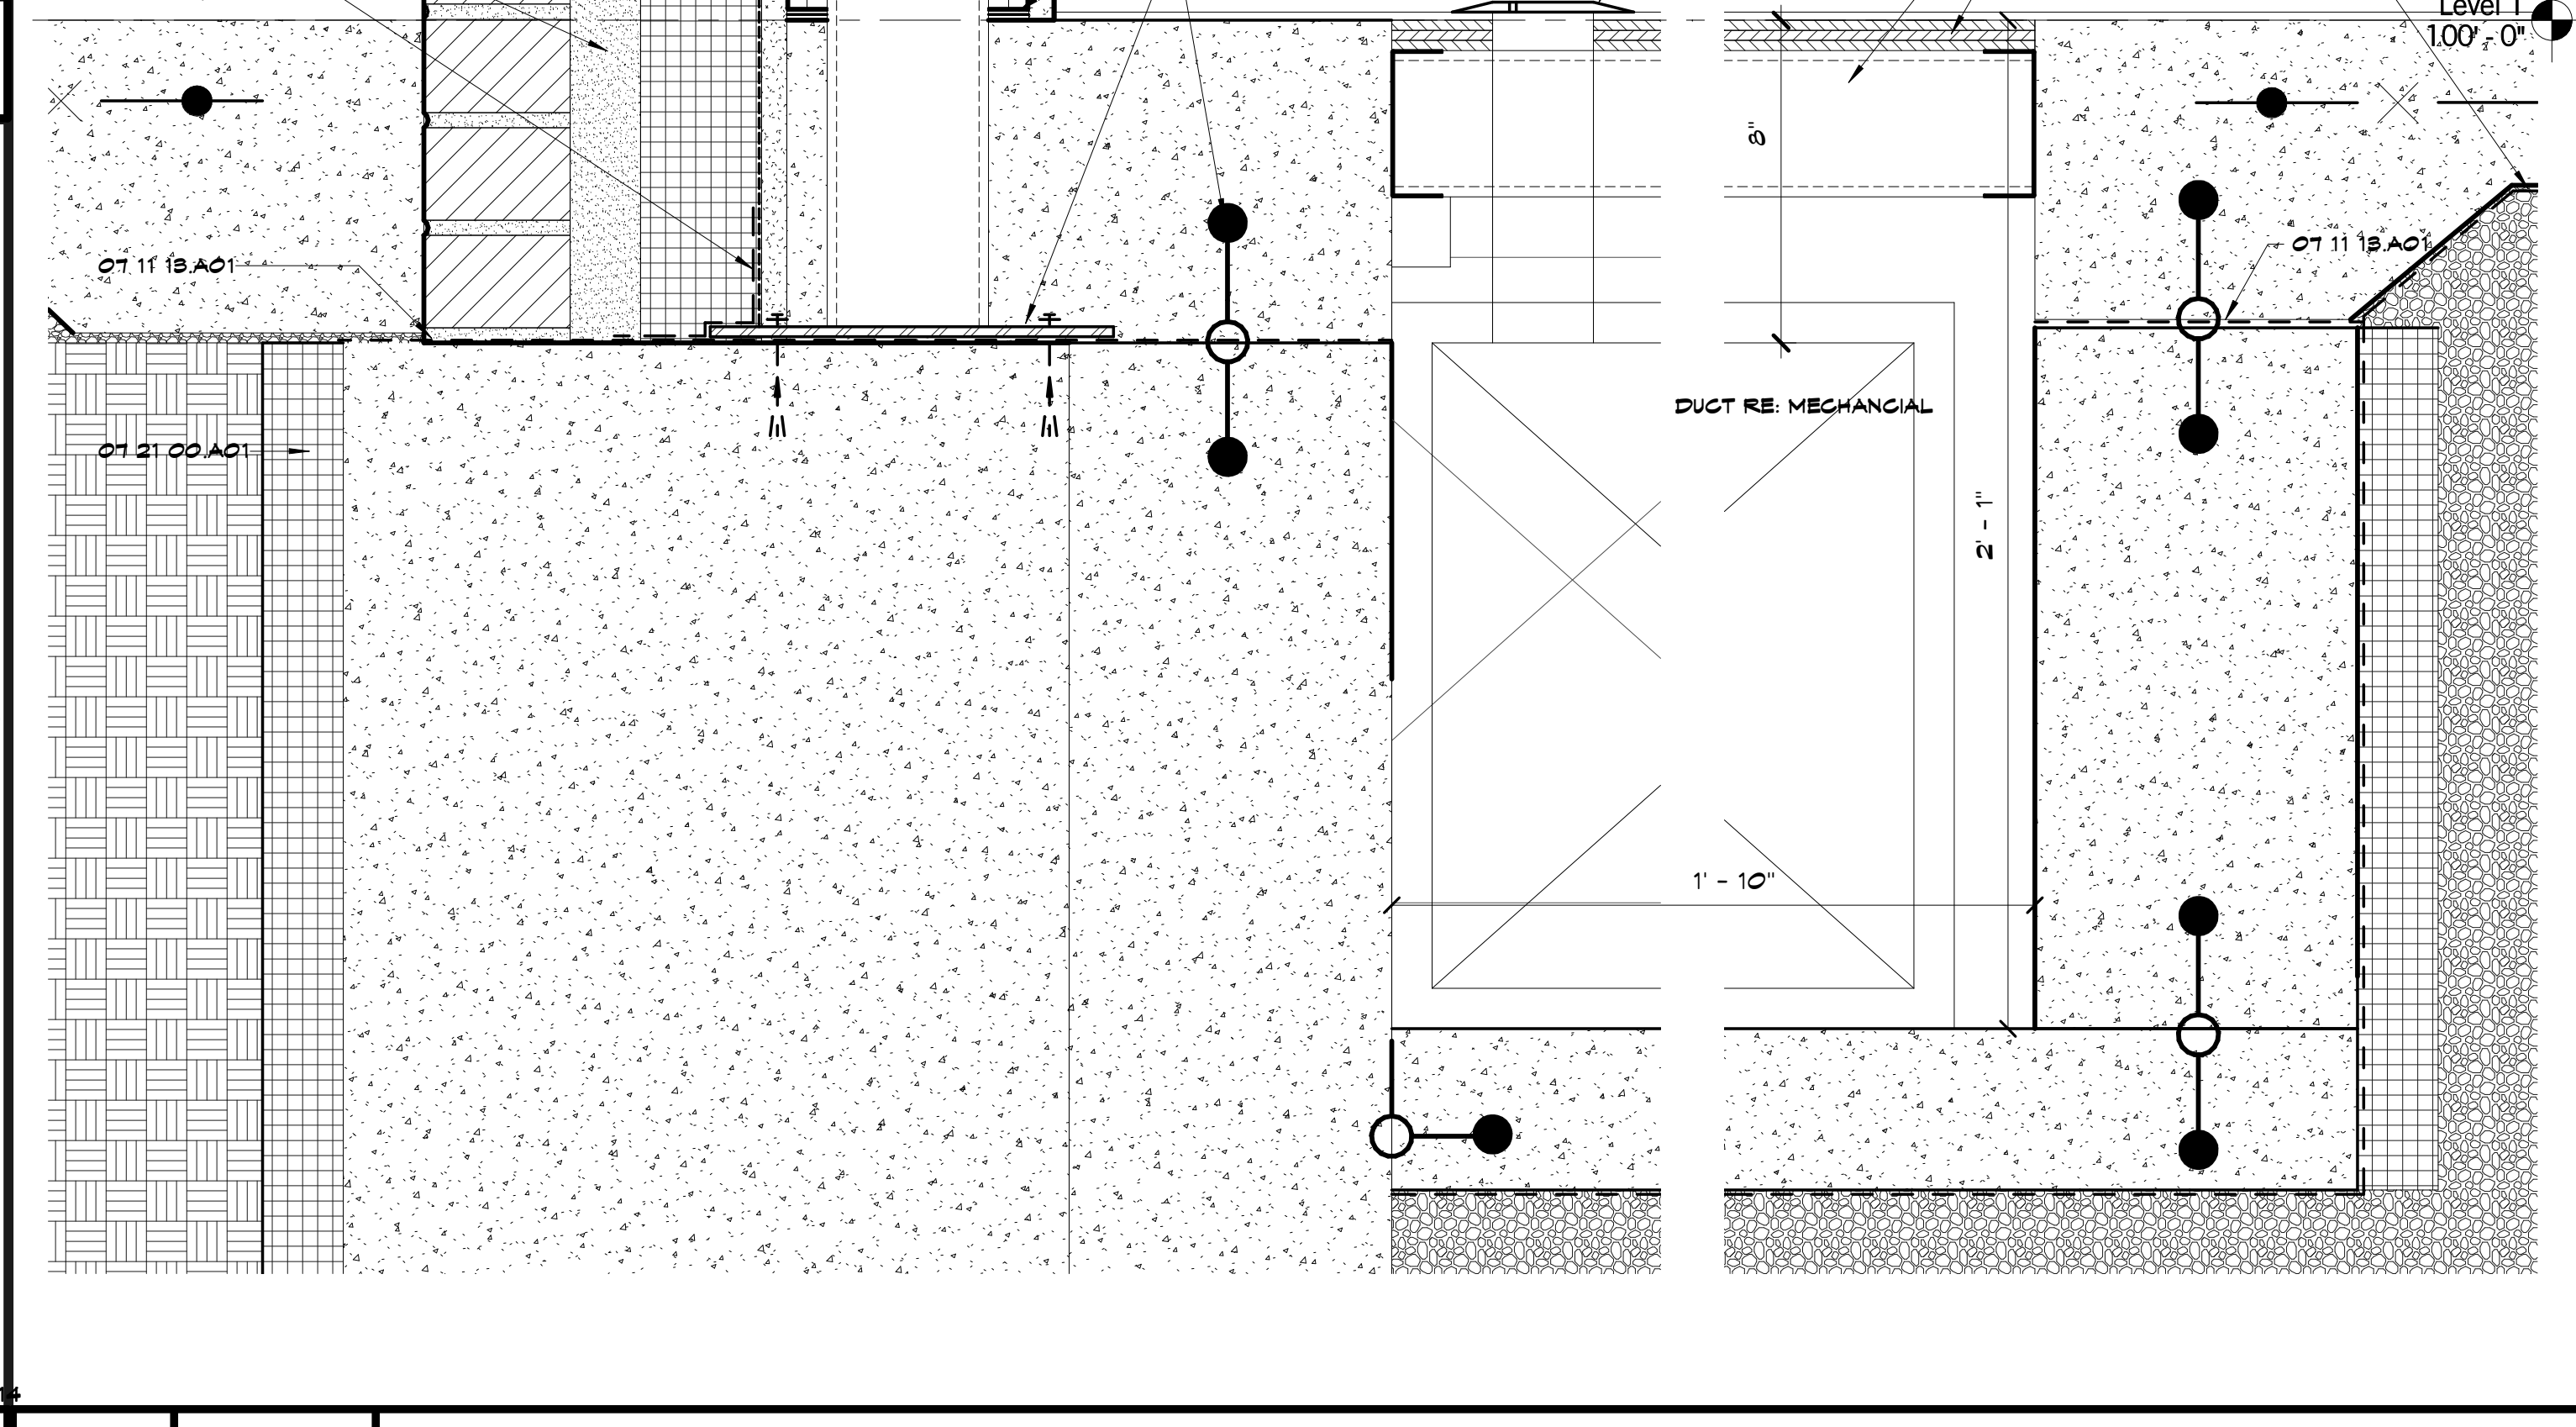 Level 1
100' - 0"
8"
07 11 13.A01
07 11 13.A01
DUCT RE: MECHANCIAL
07 21 00.A01
2' - 1"
1' - 10"
14